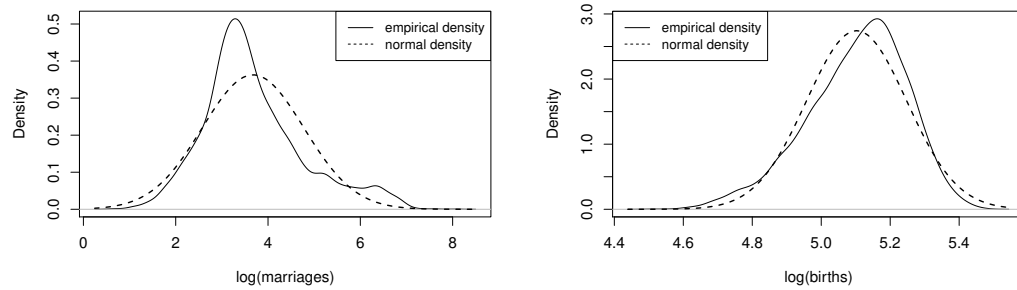 empirical density
normal density
Density
0.0 0.1 0.2 0.3 0.4 0.5
0 2 4 6 8
log(marriages)
empirical density
normal density
Density
0.0 1.0 2.0 3.0
4.4 4.6 4.8 5.0 5.2 5.4
log(births)